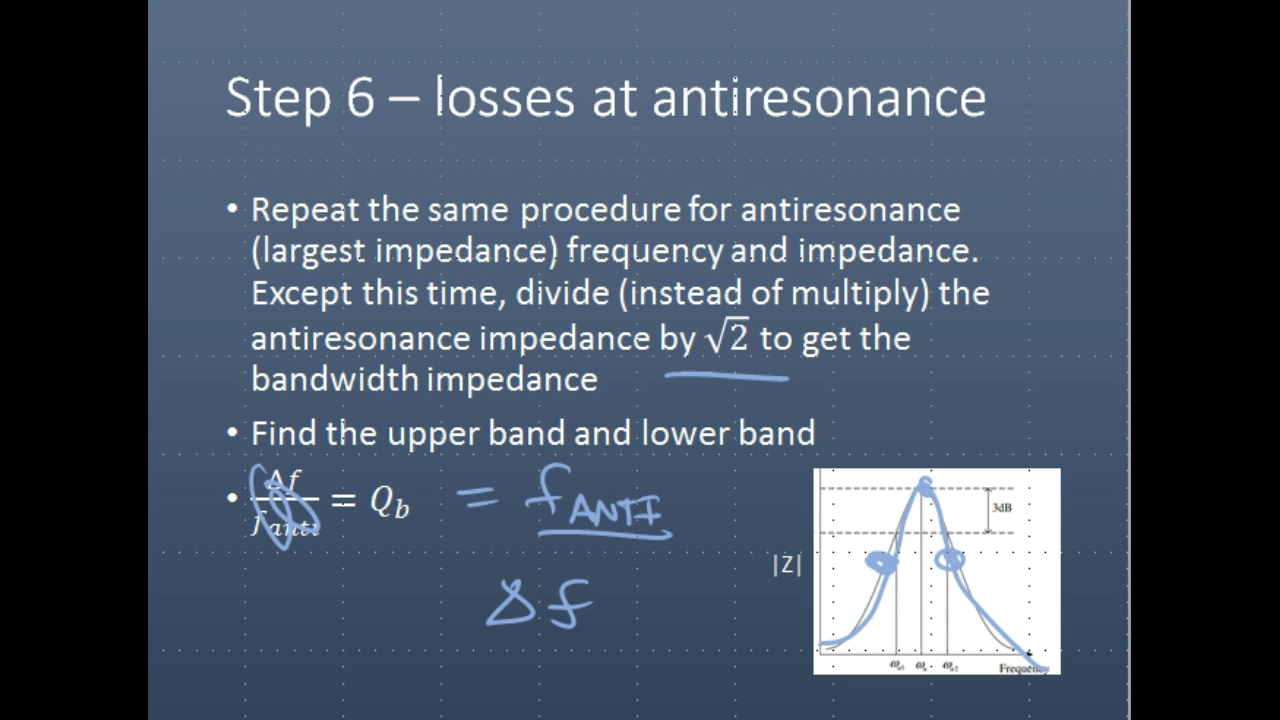 Step 6 – losses at antiresonance
• Repeat the same procedure for antiresonance
(largest impedance) frequency and impedance.
Except this time, divide (instead of multiply) the
antiresonance impedance by √2 to get the
bandwidth impedance
• Find the upper band and lower band
• Δf / f anti = Q_b = f ANTI
Δf
3dB
|Z|
Frequency